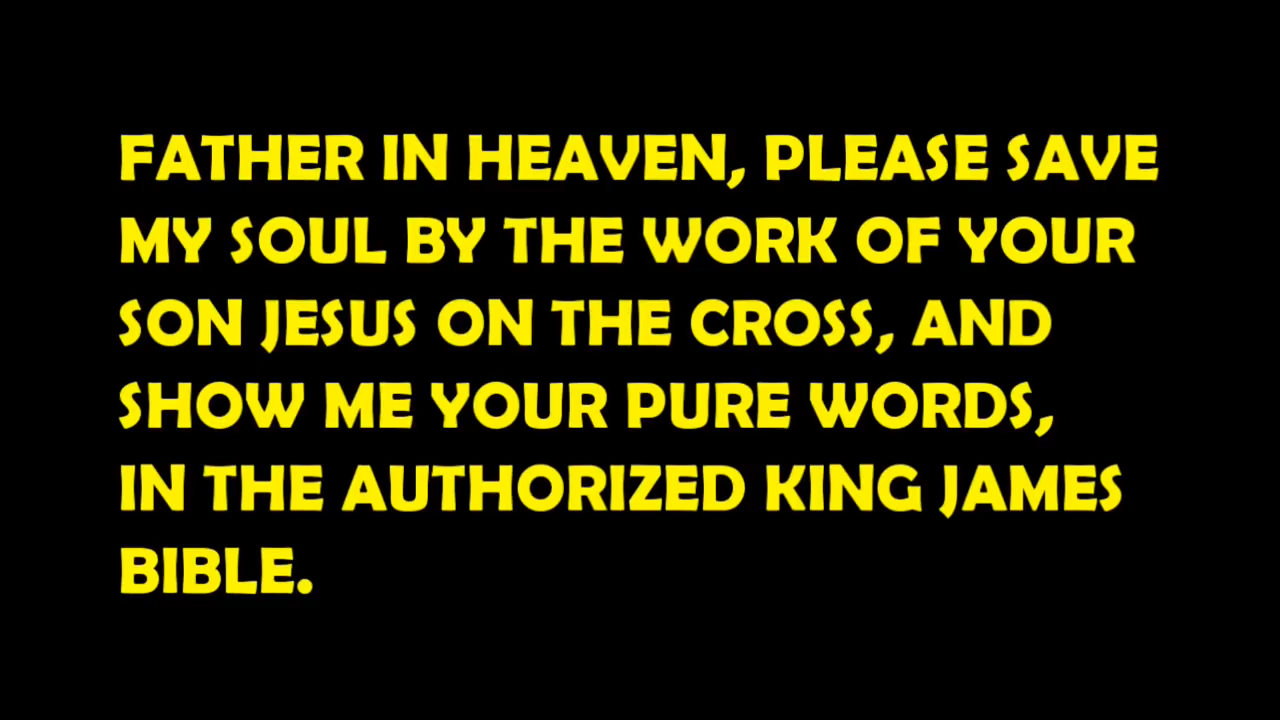 FATHER IN HEAVEN, PLEASE SAVE
MY SOUL BY THE WORK OF YOUR
SON JESUS ON THE CROSS, AND
SHOW ME YOUR PURE WORDS,
IN THE AUTHORIZED KING JAMES
BIBLE.